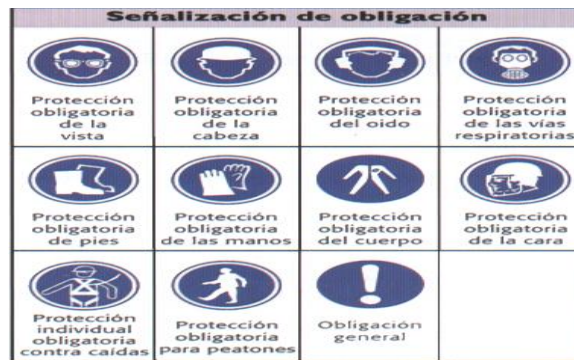 Señalización de obligación
Protección
obligatoria
de la
vista
Protección
obligatoria
de la
cabeza
Protección
obligatoria
del oido
Protección
obligatoria
de las vías
respiratorias
Protección
obligatoria
de pies
Protección
obligatoria
de las manos
Protección
obligatoria
del cuerpo
Protección
obligatoria
de la cara
Protección
individual
obligatoria
contra caídas
Protección
obligatoria
para peatones
Obligación
general